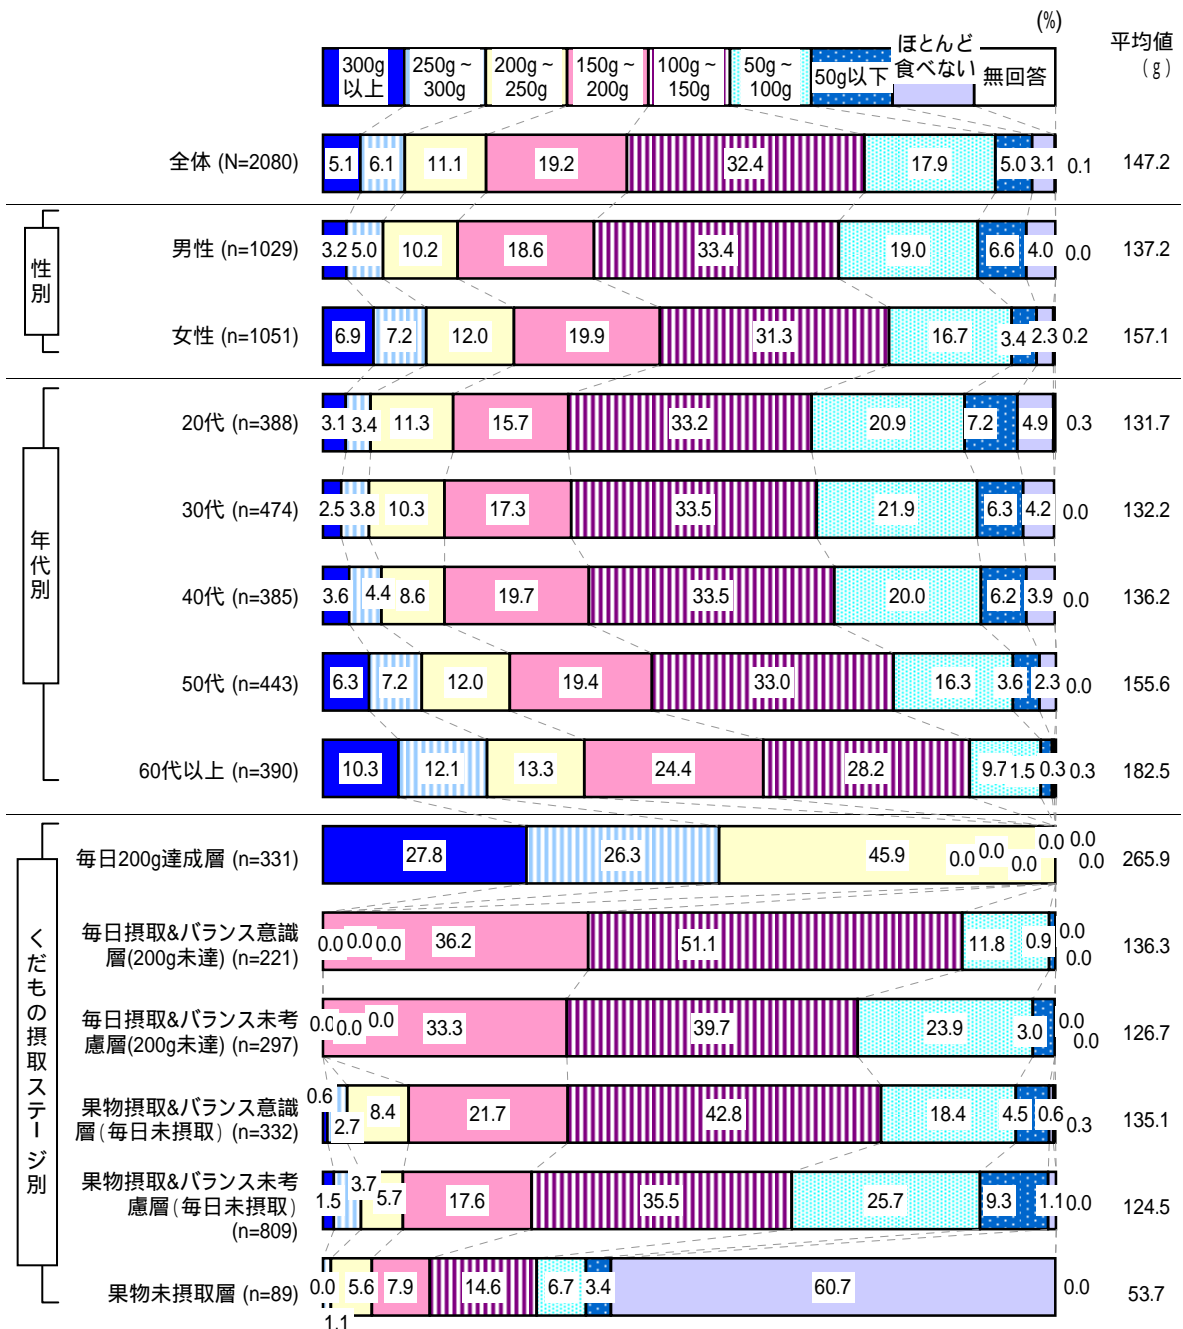 (%)
平均値
(g)
300g
以上
250g～
300g
200g～
250g
150g～
200g
100g～
150g
50g～
100g
50g以下
ほとんど
食べない
無回答
全体 (N=2080) 5.1 6.1 11.1 19.2 32.4 17.9 5.0 3.1 0.1 147.2
性別
男性 (n=1029) 3.2 5.0 10.2 18.6 33.4 19.0 6.6 4.0 0.0 137.2
女性 (n=1051) 6.9 7.2 12.0 19.9 31.3 16.7 3.4 2.3 0.2 157.1
年代別
20代 (n=388) 3.1 3.4 11.3 15.7 33.2 20.9 7.2 4.9 0.3 131.7
30代 (n=474) 2.5 3.8 10.3 17.3 33.5 21.9 6.3 4.2 0.0 132.2
40代 (n=385) 3.6 4.4 8.6 19.7 33.5 20.0 6.2 3.9 0.0 136.2
50代 (n=443) 6.3 7.2 12.0 19.4 33.0 16.3 3.6 2.3 0.0 155.6
60代以上 (n=390) 10.3 12.1 13.3 24.4 28.2 9.7 1.5 0.3 0.3 182.5
くだもの摂取ステージ別
毎日200g達成層 (n=331) 27.8 26.3 45.9 0.0 0.0 0.0 0.0 0.0 0.0 265.9
毎日摂取&バランス意識
層(200g未達) (n=221) 0.0 0.0 0.0 36.2 51.1 11.8 0.9 0.0 0.0 136.3
毎日摂取&バランス未考
慮層(200g未達) (n=297) 0.0 0.0 0.0 33.3 39.7 23.9 3.0 0.0 0.0 126.7
果物摂取&バランス意識
層(毎日未摂取) (n=332) 0.6 2.7 8.4 21.7 42.8 18.4 4.5 0.6 0.3 135.1
果物摂取&バランス未考
慮層(毎日未摂取)
(n=809) 1.5 3.7 5.7 17.6 35.5 25.7 9.3 1.1 0.0 124.5
果物未摂取層 (n=89) 0.0 1.1 5.6 7.9 14.6 6.7 3.4 60.7 0.0 53.7